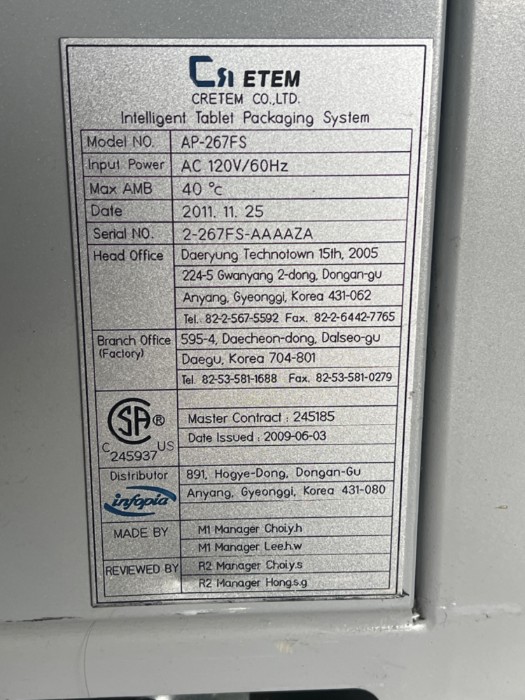 CRETEM
CRETEM CO.,LTD.
Intelligent Tablet Packaging System
Model NO. AP-267FS
Input Power AC 120V/60Hz
Max AMB 40 °c
Date 2011. 11. 25
Serial NO. 2-267FS-AAAAZA
Head Office Daeryung Technotown 15th, 2005
224-5 Gwanyang 2-dong, Dongan-gu
Anyang, Gyeonggi, Korea 431-062
Tel. 82-2-567-5592 Fax. 82-2-6442-7765
Branch Office 595-4, Daecheon-dong, Dalseo-gu
(Factory) Daegu, Korea 704-801
Tel. 82-53-581-1688 Fax. 82-53-581-0279
SA ®
Master Contract : 245185
C US Date Issued : 2009-06-03
245937
Distributor 891, Hogye-Dong, Dongan-Gu
infopia Anyang, Gyeonggi, Korea 431-080
MADE BY M1 Manager Choi.y.h
M1 Manager Lee.h.w
REVIEWED BY R2 Manager Choi.y.s
R2 Manager Hong.s.g